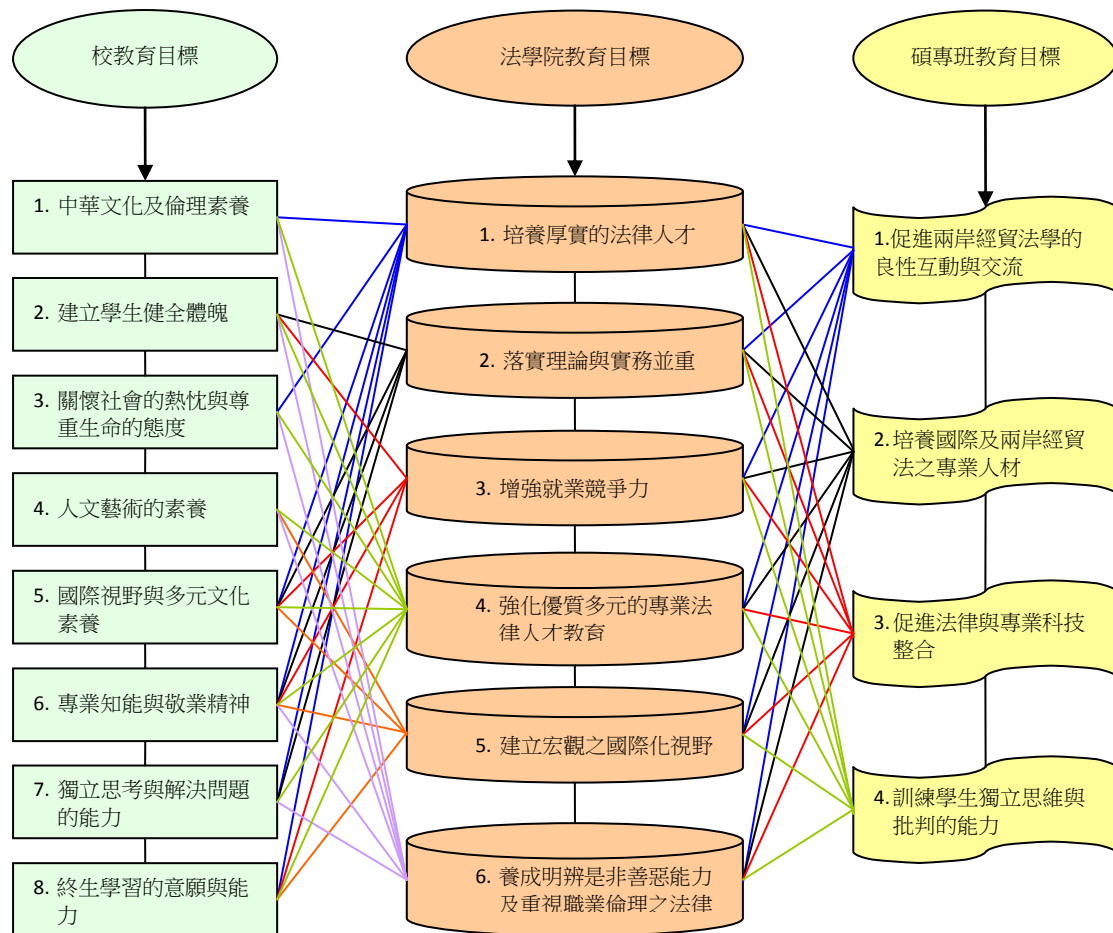 校教育目標
法學院教育目標
碩專班教育目標
1. 中華文化及倫理素養
2. 建立學生健全體魄
3. 關懷社會的熱忱與尊
重生命的態度
4. 人文藝術的素養
5. 國際視野與多元文化
素養
6. 專業知能與敬業精神
7. 獨立思考與解決問題
的能力
8. 終生學習的意願與能
力
1. 培養厚實的法律人才
2. 落實理論與實務並重
3. 增強就業競爭力
4. 強化優質多元的專業法
律人才教育
5. 建立宏觀之國際化視野
6. 養成明辨是非善惡能力
及重視職業倫理之法律
1.促進兩岸經貿法學的
良性互動與交流
2.培養國際及兩岸經貿
法之專業人材
3.促進法律與專業科技
整合
4.訓練學生獨立思維與
批判的能力